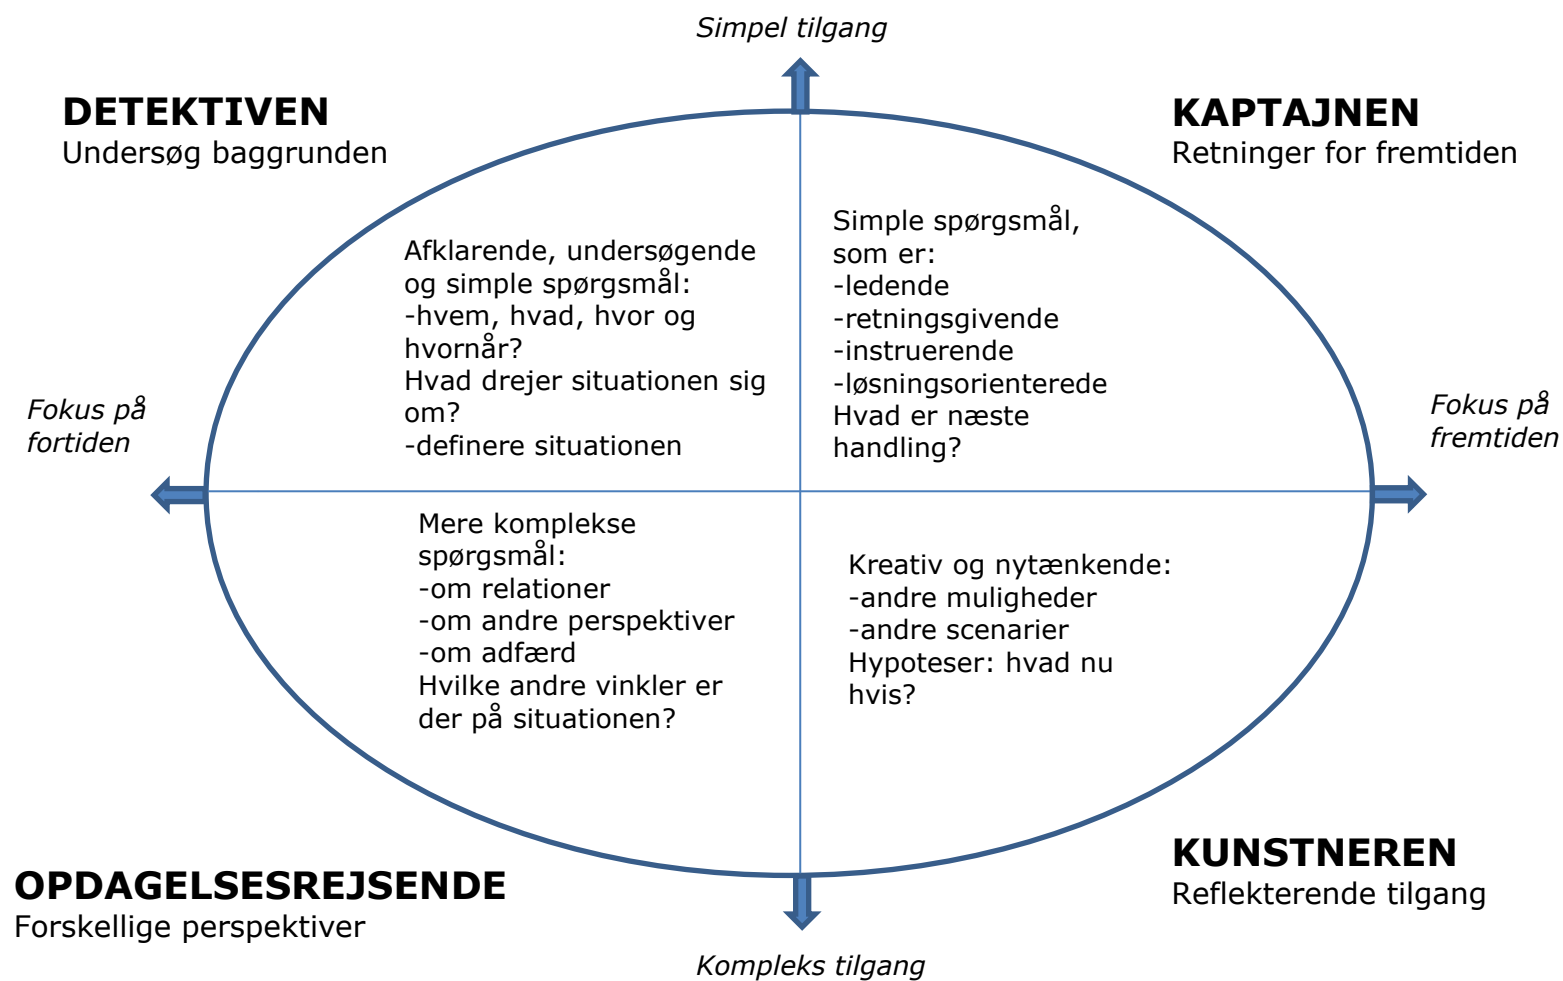 Simpel tilgang
DETEKTIVEN
Undersøg baggrunden
KAPTAJNEN
Retninger for fremtiden
Afklarende, undersøgende
og simple spørgsmål:
-hvem, hvad, hvor og
hvornår?
Hvad drejer situationen sig
om?
-definere situationen
Simple spørgsmål,
som er:
-ledende
-retningsgivende
-instruerende
-løsningsorienterede
Hvad er næste
handling?
Fokus på
fortiden
Fokus på
fremtiden
Mere komplekse
spørgsmål:
-om relationer
-om andre perspektiver
-om adfærd
Hvilke andre vinkler er
der på situationen?
Kreativ og nytænkende:
-andre muligheder
-andre scenarier
Hypoteser: hvad nu
hvis?
OPDAGELSESREJSENDE
Forskellige perspektiver
KUNSTNEREN
Reflekterende tilgang
Kompleks tilgang